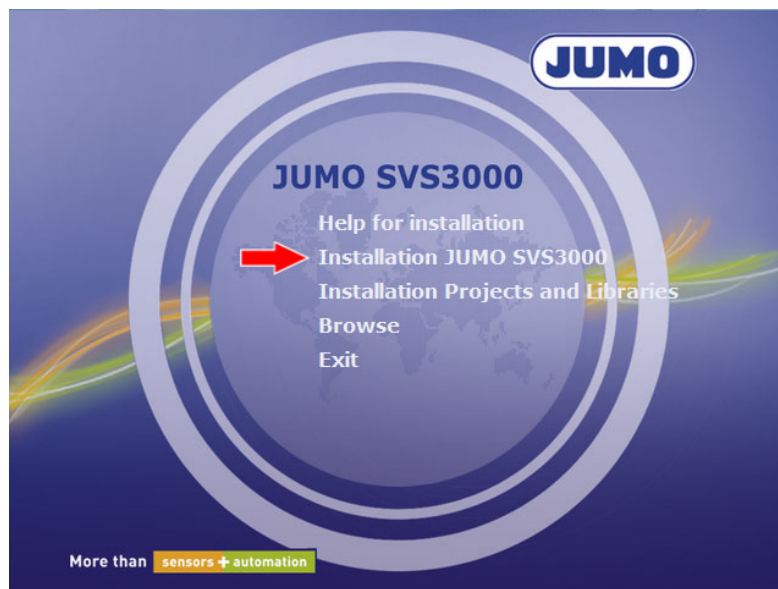 JUMO
JUMO SVS3000
Help for installation
Installation JUMO SVS3000
Installation Projects and Libraries
Browse
Exit
More than sensors + automation